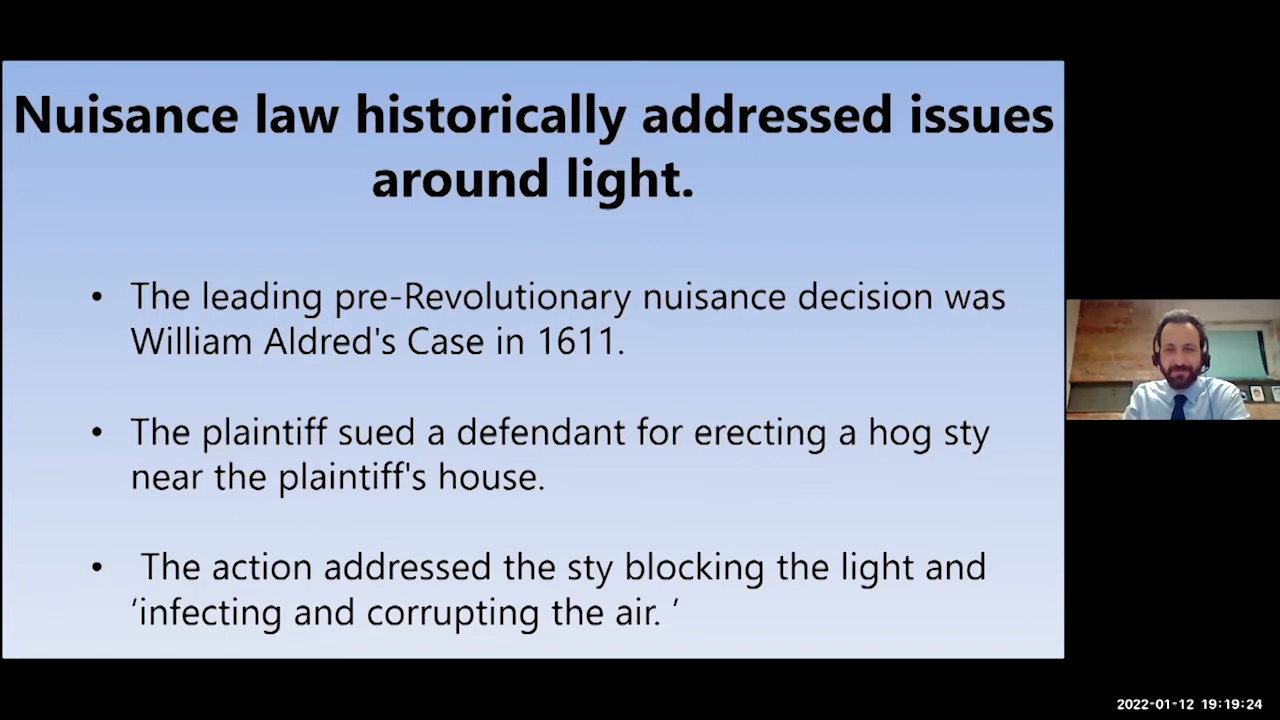 Nuisance law historically addressed issues
around light.
• The leading pre-Revolutionary nuisance decision was
William Aldred's Case in 1611.
• The plaintiff sued a defendant for erecting a hog sty
near the plaintiff's house.
• The action addressed the sty blocking the light and
‘infecting and corrupting the air. ’
2022-01-12 19:19:24